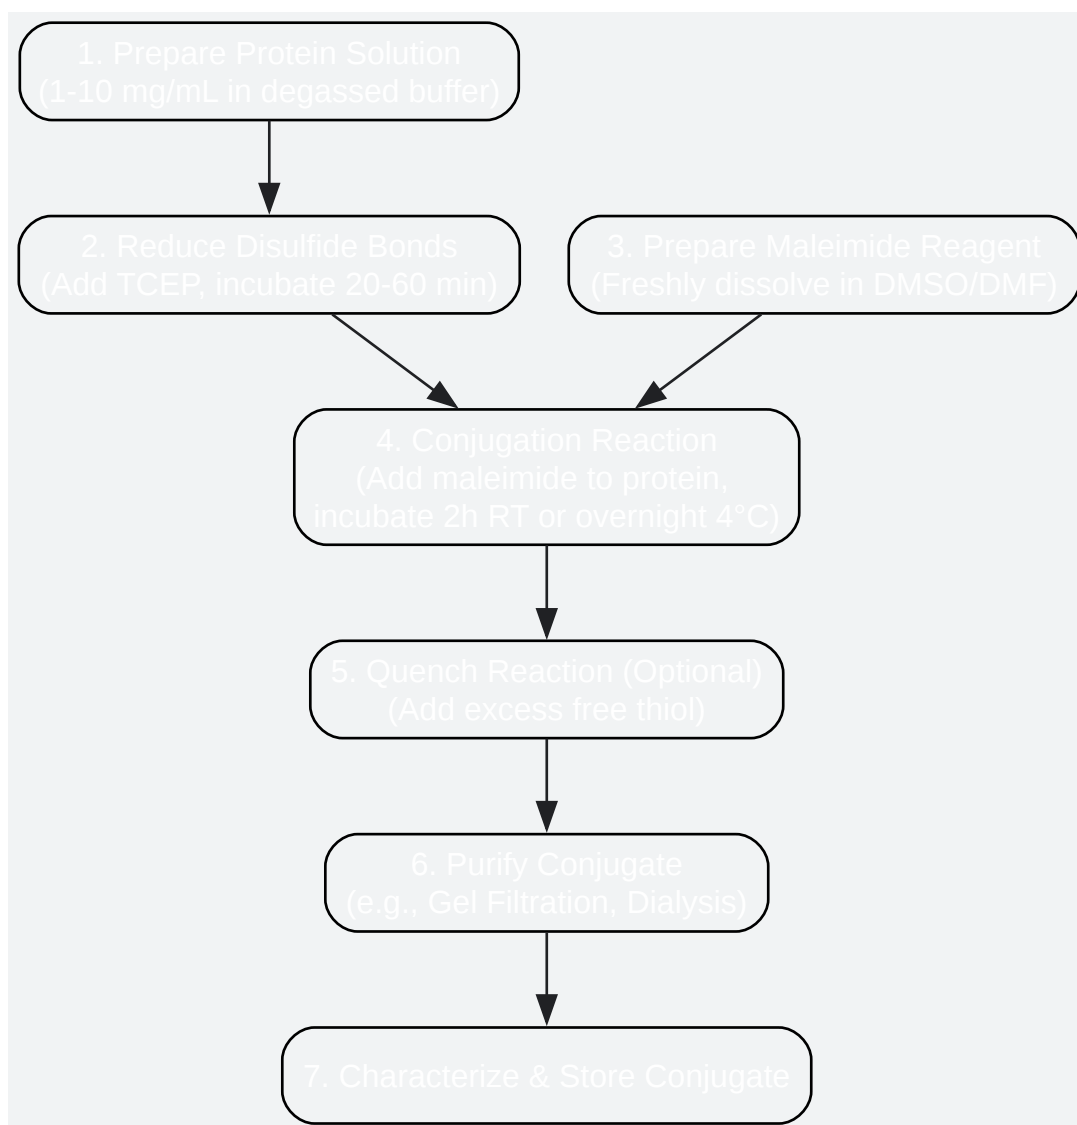 1. Prepare Protein Solution
(1-10 mg/mL in degassed buffer)
2. Reduce Disulfide Bonds
(Add TCEP, incubate 20-60 min)
3. Prepare Maleimide Reagent
(Freshly dissolve in DMSO/DMF)
4. Conjugation Reaction
(Add maleimide to protein,
incubate 2h RT or overnight 4°C)
5. Quench Reaction (Optional)
(Add excess free thiol)
6. Purify Conjugate
(e.g., Gel Filtration, Dialysis)
7. Characterize & Store Conjugate